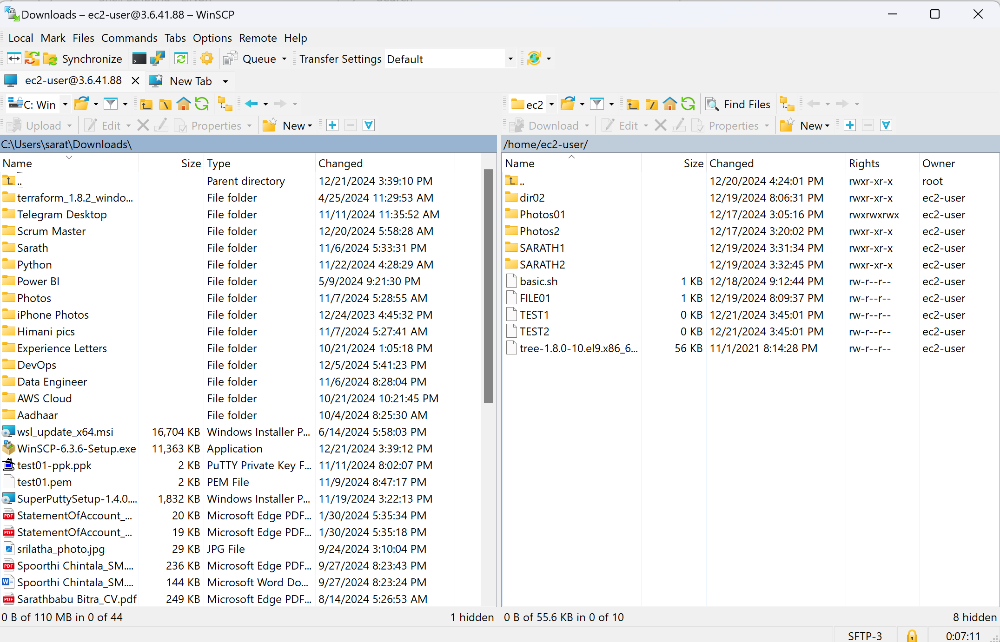 Downloads – ec2-user@3.6.41.88 – WinSCP
Local Mark Files Commands Tabs Options Remote Help
Synchronize Queue Transfer Settings Default
ec2-user@3.6.41.88 New Tab
C: Win ec2 Find Files
Upload Edit Properties New Download Edit Properties New
C:\Users\sarat\Downloads\
Name Size Type Changed
.. Parent directory 12/21/2024 3:39:10 PM
terraform_1.8.2_windo... File folder 4/25/2024 11:29:53 AM
Telegram Desktop File folder 11/11/2024 11:35:52 AM
Scrum Master File folder 12/20/2024 5:58:28 AM
Sarath File folder 11/6/2024 5:33:31 PM
Python File folder 11/22/2024 4:28:29 AM
Power BI File folder 5/9/2024 9:21:30 PM
Photos File folder 11/7/2024 5:28:55 AM
iPhone Photos File folder 12/24/2023 4:45:32 PM
Himani pics File folder 11/7/2024 5:27:41 AM
Experience Letters File folder 10/21/2024 1:05:18 PM
DevOps File folder 12/5/2024 5:41:23 PM
Data Engineer File folder 11/6/2024 8:28:04 PM
AWS Cloud File folder 10/21/2024 10:21:45 PM
Aadhaar File folder 10/4/2024 8:25:30 AM
wsl_update_x64.msi 16,704 KB Windows Installer P... 6/14/2024 5:58:03 PM
WinSCP-6.3.6-Setup.exe 11,363 KB Application 12/21/2024 3:39:12 PM
test01-ppk.ppk 2 KB PuTTY Private Key F... 11/11/2024 8:02:07 PM
test01.pem 2 KB PEM File 11/9/2024 8:47:17 PM
SuperPuttySetup-1.4.0.... 1,832 KB Windows Installer P... 11/19/2024 3:22:13 PM
StatementOfAccount_... 20 KB Microsoft Edge PDF... 1/30/2024 5:35:34 PM
StatementOfAccount_... 19 KB Microsoft Edge PDF... 1/30/2024 5:35:18 PM
srilatha_photo.jpg 29 KB JPG File 9/24/2024 3:10:04 PM
Spoorthi Chintala_SM.... 236 KB Microsoft Edge PDF... 9/27/2024 8:23:43 PM
Spoorthi Chintala_SM.... 144 KB Microsoft Word Do... 9/27/2024 8:23:24 PM
Sarathbabu Bitra_CV.pdf 249 KB Microsoft Edge PDF... 8/14/2024 5:26:53 AM
0 B of 110 MB in 0 of 44 1 hidden
/home/ec2-user/
Name Size Changed Rights Owner
.. 12/20/2024 4:24:01 PM rwxr-xr-x root
dir02 12/19/2024 8:06:31 PM rwxr-xr-x ec2-user
Photos01 12/17/2024 3:05:16 PM rwxrwxrwx ec2-user
Photos2 12/17/2024 3:20:02 PM rwxr-xr-x ec2-user
SARATH1 12/19/2024 3:31:34 PM rwxr-xr-x ec2-user
SARATH2 12/19/2024 3:32:45 PM rwxr-xr-x ec2-user
basic.sh 1 KB 12/18/2024 9:12:44 PM rw-r--r-- ec2-user
FILE01 1 KB 12/19/2024 8:09:37 PM rw-r--r-- ec2-user
TEST1 0 KB 12/21/2024 3:45:01 PM rw-r--r-- ec2-user
TEST2 0 KB 12/21/2024 3:45:01 PM rw-r--r-- ec2-user
tree-1.8.0-10.el9.x86_6... 56 KB 11/1/2021 8:14:28 PM rw-r--r-- ec2-user
0 B of 55.6 KB in 0 of 10 8 hidden
SFTP-3 0:07:11